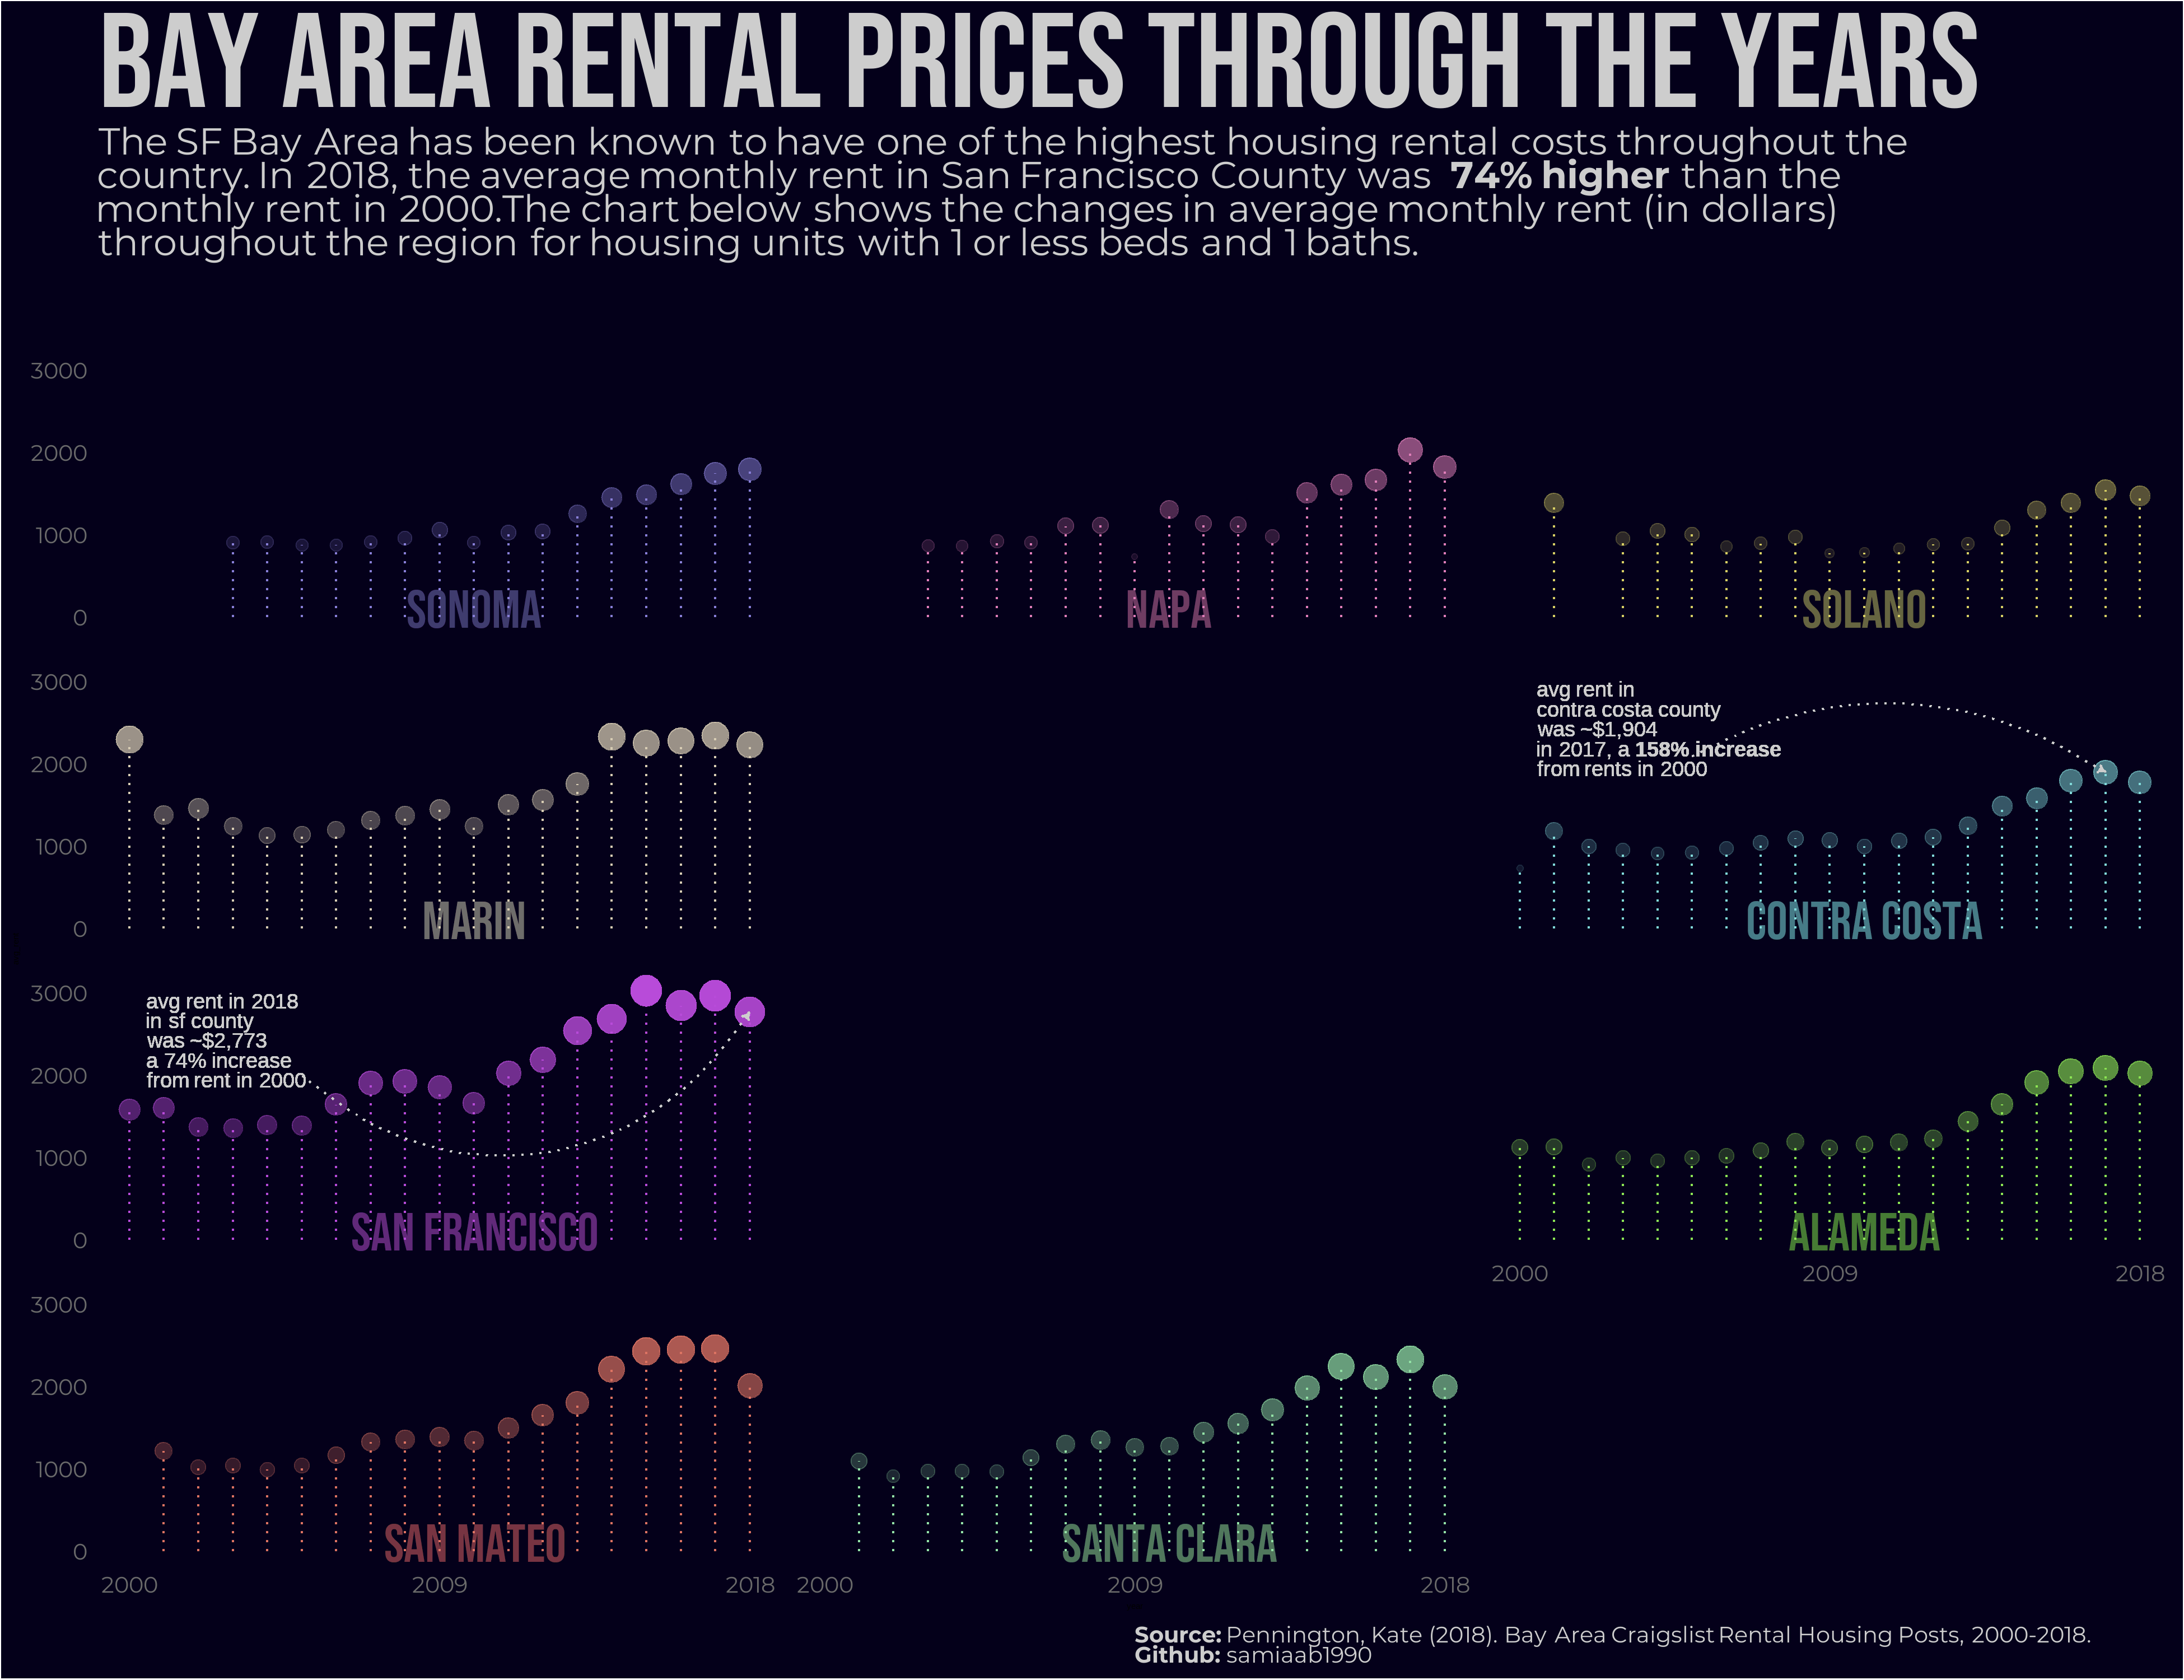 BAY AREA RENTAL PRICES THROUGH THE YEARS
The SF Bay Area has been known to have one of the highest housing rental costs throughout the
country. In 2018, the average monthly rent in San Francisco County was 74% higher than the
monthly rent in 2000.The chart below shows the changes in average monthly rent (in dollars)
throughout the region for housing units with 1 or less beds and 1 baths.
3000
2000
1000
0
SONOMA
NAPA
SOLANO
3000
2000
1000
0
MARIN
avg rent in
contra costa county
was ~$1,904
in 2017, a 158% increase
from rents in 2000
CONTRA COSTA
3000
2000
1000
0
avg rent in 2018
in sf county
was ~$2,773
a 74% increase
from rent in 2000
SAN FRANCISCO
ALAMEDA
2000 2009 2018
3000
2000
1000
0
SAN MATEO
SANTA CLARA
2000 2009 2018 2000 2009 2018
Source: Pennington, Kate (2018). Bay Area Craigslist Rental Housing Posts, 2000-2018.
Github: samiaab1990